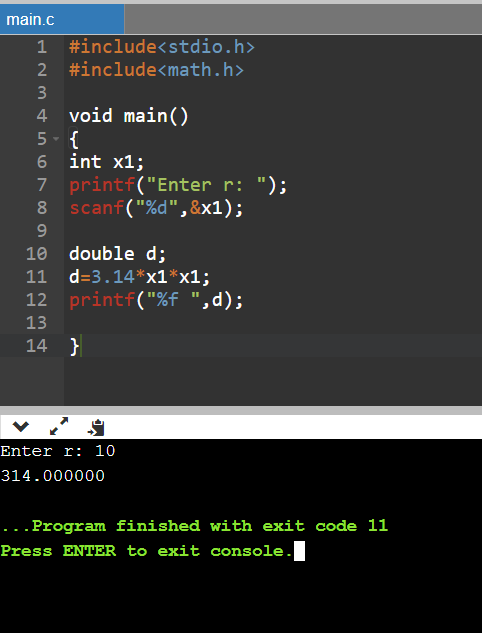 main.c
1 #include<stdio.h>
2 #include<math.h>
3
4 void main()
5 {
6 int x1;
7 printf("Enter r: ");
8 scanf("%d",&x1);
9
10 double d;
11 d=3.14*x1*x1;
12 printf("%f ",d);
13
14 }
Enter r: 10
314.000000
...Program finished with exit code 11
Press ENTER to exit console.